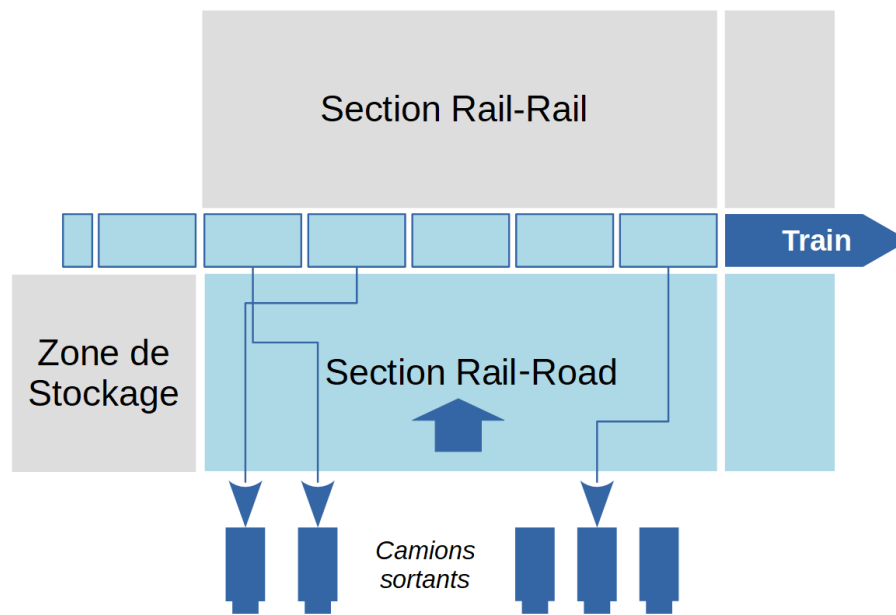 Section Rail-Rail
Train
Zone de
Stockage
Section Rail-Road
Camions
sortants